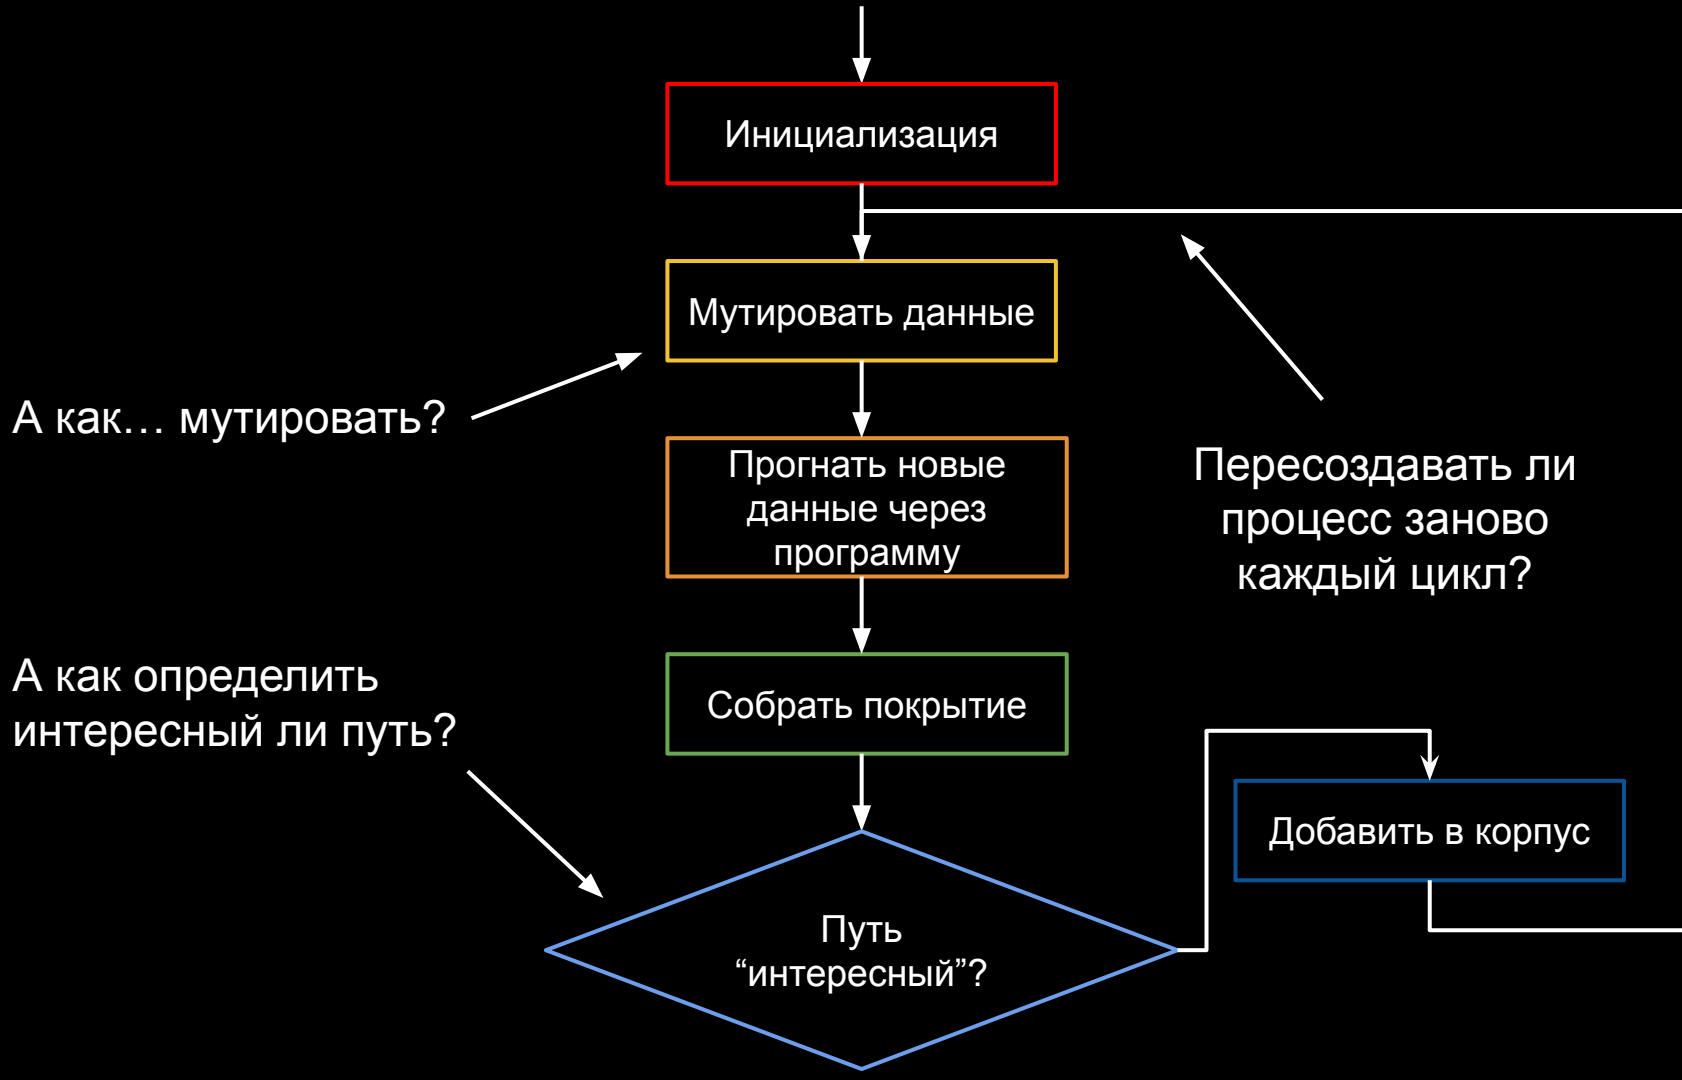 Инициализация
Мутировать данные
А как… мутировать?
Прогнать новые
данные через
программу
Пересоздавать ли
процесс заново
каждый цикл?
А как определить
интересный ли путь?
Собрать покрытие
Добавить в корпус
Путь
“интересный”?